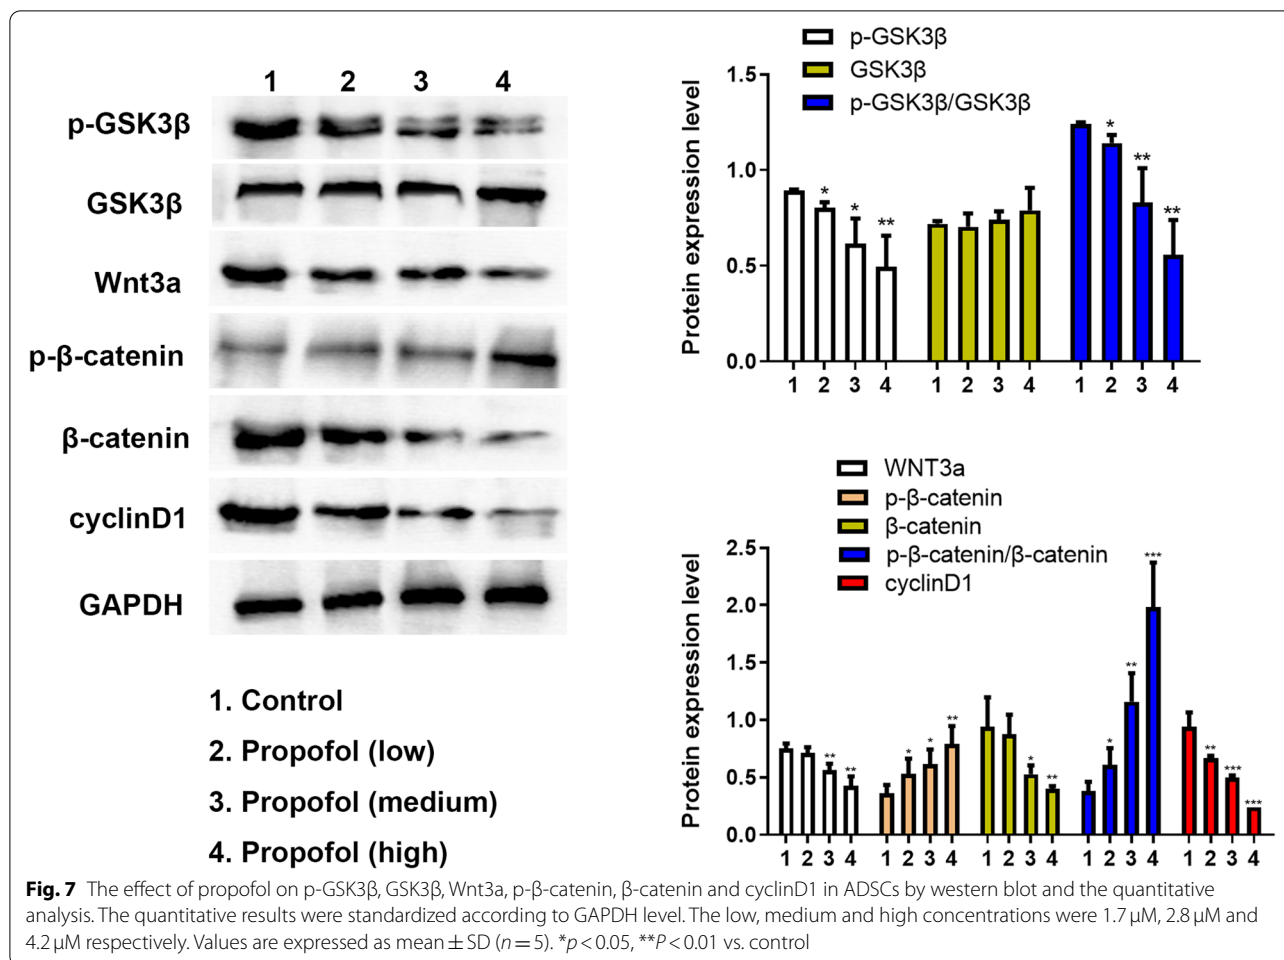 1 2 3 4
p-GSK3β
GSK3β
Wnt3a
p-β-catenin
β-catenin
cyclinD1
GAPDH
1. Control
2. Propofol (low)
3. Propofol (medium)
4. Propofol (high)
p-GSK3β
GSK3β
p-GSK3β/GSK3β
Protein expression level
1.5
1.0
0.5
0.0
* * ** * ** **
1 2 3 4 1 2 3 4 1 2 3 4
WNT3a
p-β-catenin
β-catenin
p-β-catenin/β-catenin
cyclinD1
Protein expression level
2.5
2.0
1.5
1.0
0.5
0.0
** ** * * ** * ** * ** *** ** *** ***
1 2 3 4 1 2 3 4 1 2 3 4 1 2 3 4 1 2 3 4
Fig. 7 The effect of propofol on p-GSK3β, GSK3β, Wnt3a, p-β-catenin, β-catenin and cyclinD1 in ADSCs by western blot and the quantitative
analysis. The quantitative results were standardized according to GAPDH level. The low, medium and high concentrations were 1.7 μM, 2.8 μM and
4.2 μM respectively. Values are expressed as mean ± SD (n = 5). *p < 0.05, **P < 0.01 vs. control